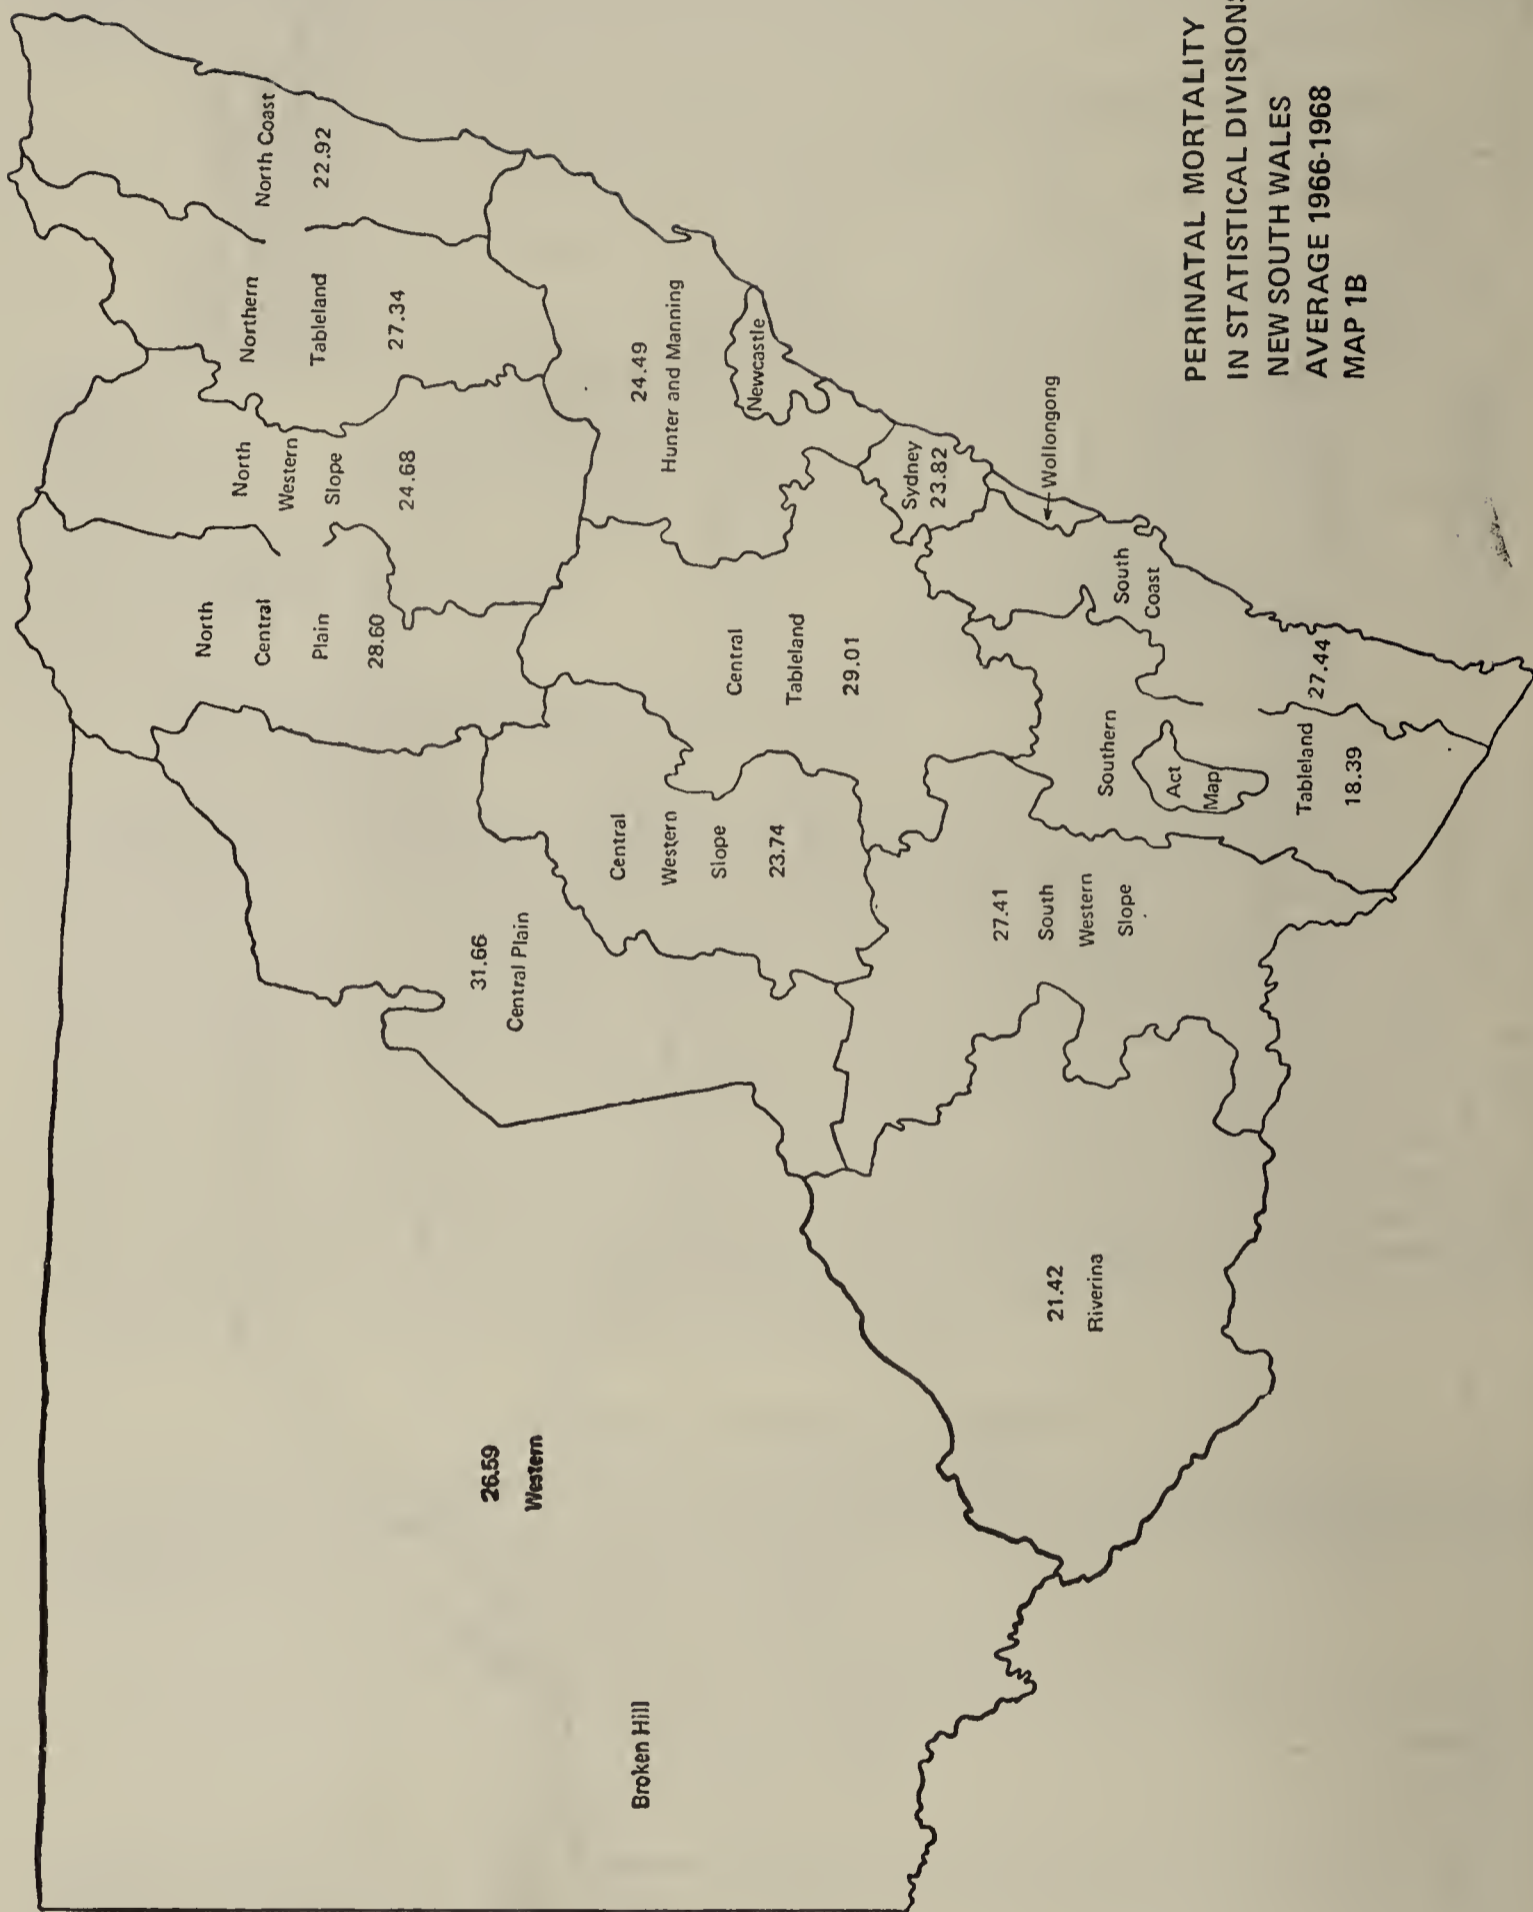 North Coast
22.92
Northern
Tableland
27.34
North
Western
Slope
24.68
North
Central
Plain
28.60
24.49
Hunter and Manning
Newcastle
Sydney
23.82
Wollongong
South
Coast
27.44
Central
Tableland
29.01
Southern
Act
Map
Tableland
18.39
Central
Western
Slope
23.74
31.66
Central Plain
27.41
South
Western
Slope
21.42
Riverina
26.59
Western
Broken Hill
PERINATAL MORTALITY
IN STATISTICAL DIVISIONS
NEW SOUTH WALES
AVERAGE 1966-1968
MAP 1B